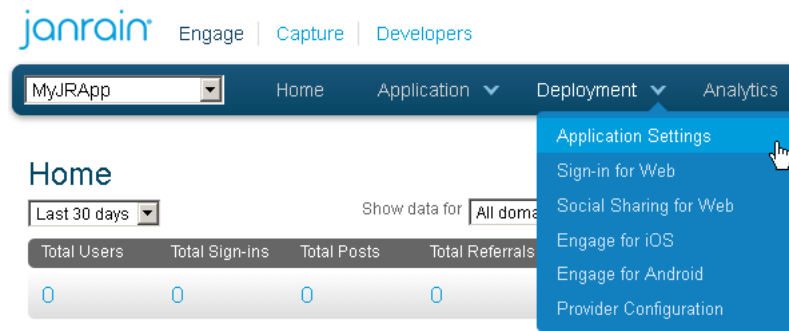 janrain Engage Capture Developers
MyJRApp Home Application Deployment Analytics
Application Settings
Sign-in for Web
Social Sharing for Web
Engage for iOS
Engage for Android
Provider Configuration
Home
Last 30 days Show data for All doma
Total Users Total Sign-ins Total Posts Total Referrals
0 0 0 0